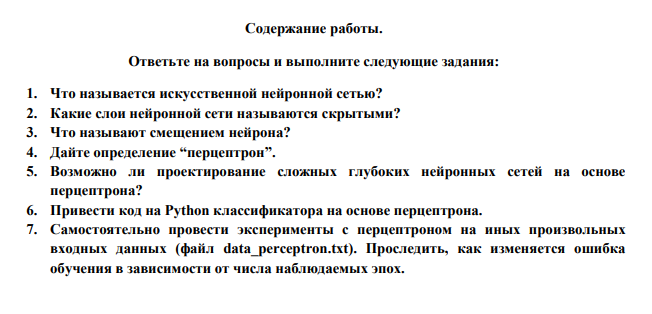 Содержание работы.
Ответьте на вопросы и выполните следующие задания:
1. Что называется искусственной нейронной сетью?
2. Какие слои нейронной сети называются скрытыми?
3. Что называют смещением нейрона?
4. Дайте определение “перцептрон”.
5. Возможно ли проектирование сложных глубоких нейронных сетей на основе
перцептрона?
6. Привести код на Python классификатора на основе перцептрона.
7. Самостоятельно провести эксперименты с перцептроном на иных произвольных
входных данных (файл data_perceptron.txt). Проследить, как изменяется ошибка
обучения в зависимости от числа наблюдаемых эпох.